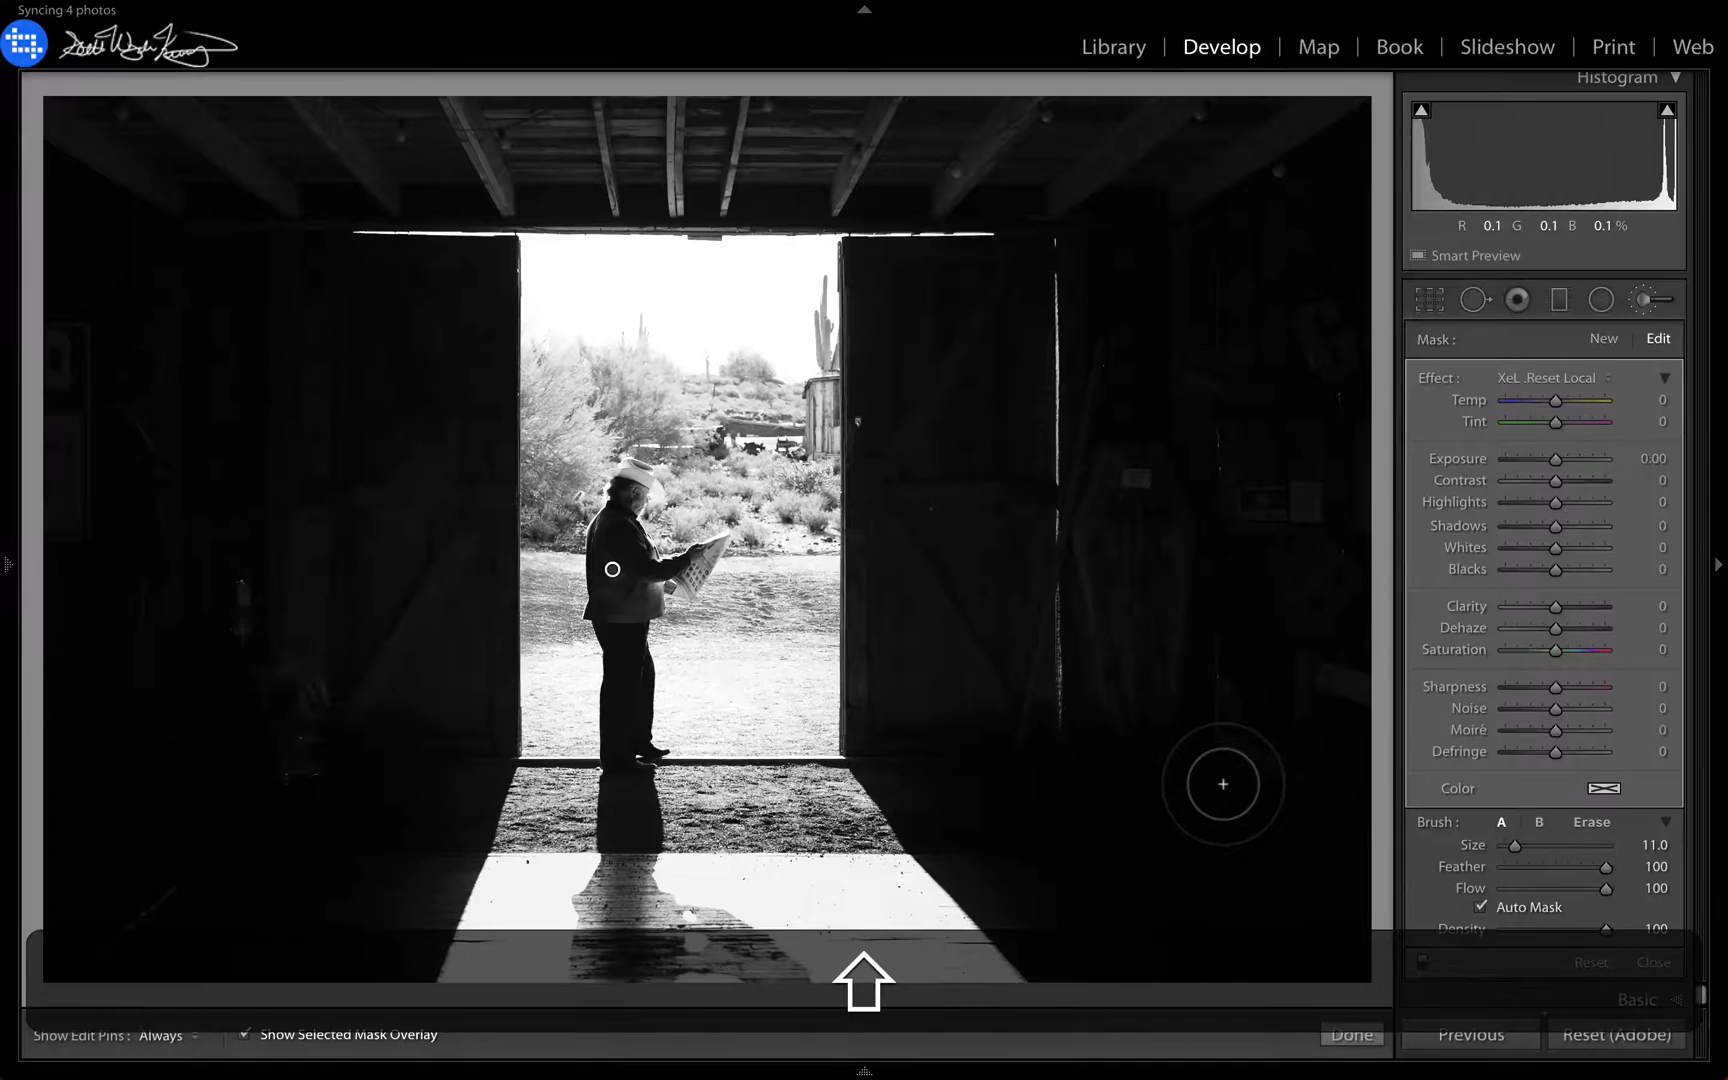 Syncing 4 photos
Library | Develop | Map | Book | Slideshow | Print | Web
Histogram
R 0.1 G 0.1 B 0.1 %
Smart Preview
Mask : New | Edit
Effect : XeL .Reset Local
Temp 0
Tint 0
Exposure 0.00
Contrast 0
Highlights 0
Shadows 0
Whites 0
Blacks 0
Clarity 0
Dehaze 0
Saturation 0
Sharpness 0
Noise 0
Moiré 0
Defringe 0
Color
Brush : A | B Erase
Size 11.0
Feather 100
Flow 100
Auto Mask
Density 100
Reset Close
Basic
Show Edit Pins : Always Show Selected Mask Overlay Done Previous Reset (Adobe)